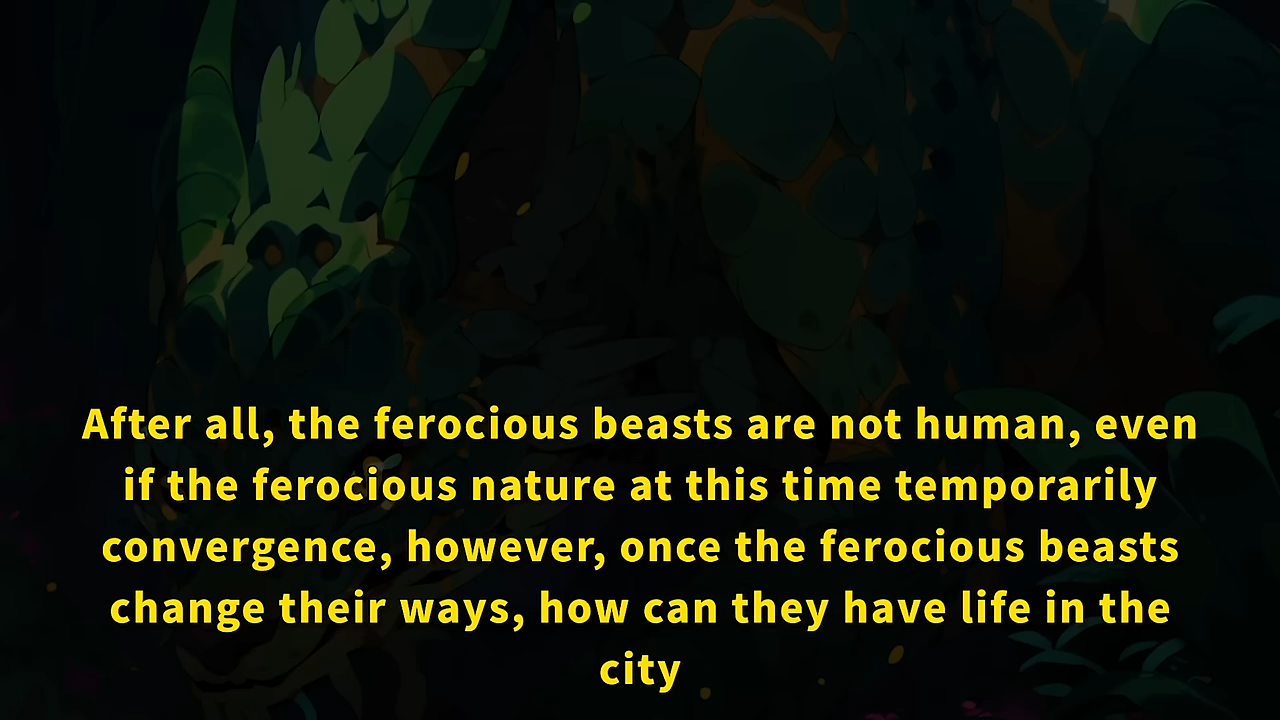 After all, the ferocious beasts are not human, even
if the ferocious nature at this time temporarily
convergence, however, once the ferocious beasts
change their ways, how can they have life in the
city